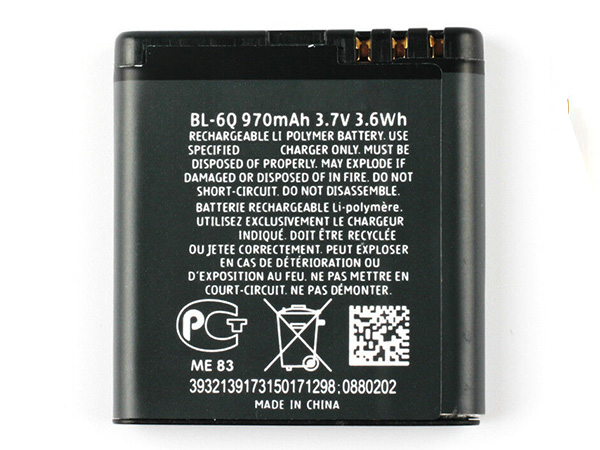 BL-6Q 970mAh 3.7V 3.6Wh
RECHARGEABLE LI POLYMER BATTERY. USE
SPECIFIED CHARGER ONLY. MUST BE
DISPOSED OF PROPERLY. MAY EXPLODE IF
DAMAGED OR DISPOSED OF IN FIRE. DO NOT
SHORT-CIRCUIT. DO NOT DISASSEMBLE.
BATTERIE RECHARGEABLE Li-polymère.
UTILISEZ EXCLUSIVEMENT LE CHARGEUR
INDIQUÉ. DOIT ÊTRE RECYCLÉE
OU JETEE CORRECTEMENT. PEUT EXPLOSER
EN CAS DE DÉTÉRIORATION OU
D'EXPOSITION AU FEU. NE PAS METTRE EN
COURT-CIRCUIT. NE PAS DÉMONTER.
РСТ
ME 83
3932139173150171298;0880202
MADE IN CHINA